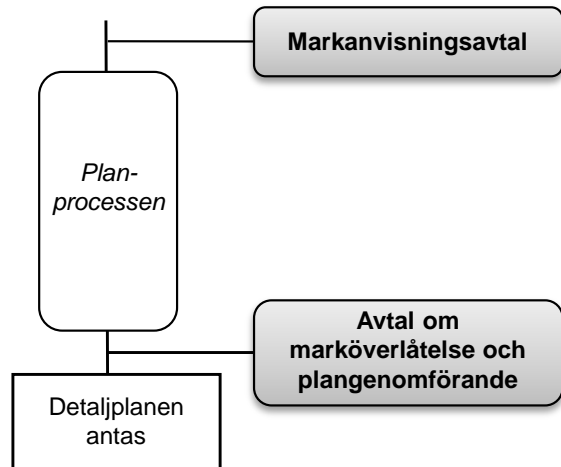 Markanvisningsavtal
Plan-
processen
Avtal om
marköverlåtelse och
plangenomförande
Detaljplanen
antas